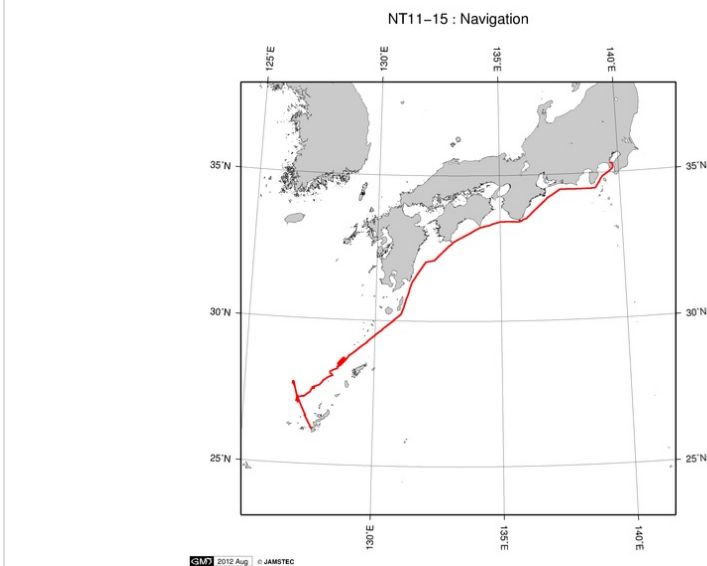 NT11−15 : Navigation
125˚E 130˚E 135˚E 140˚E
35˚N 35˚N
30˚N 30˚N
25˚N 25˚N
130˚E 135˚E 140˚E
GMD 2012 Aug © JAMSTEC